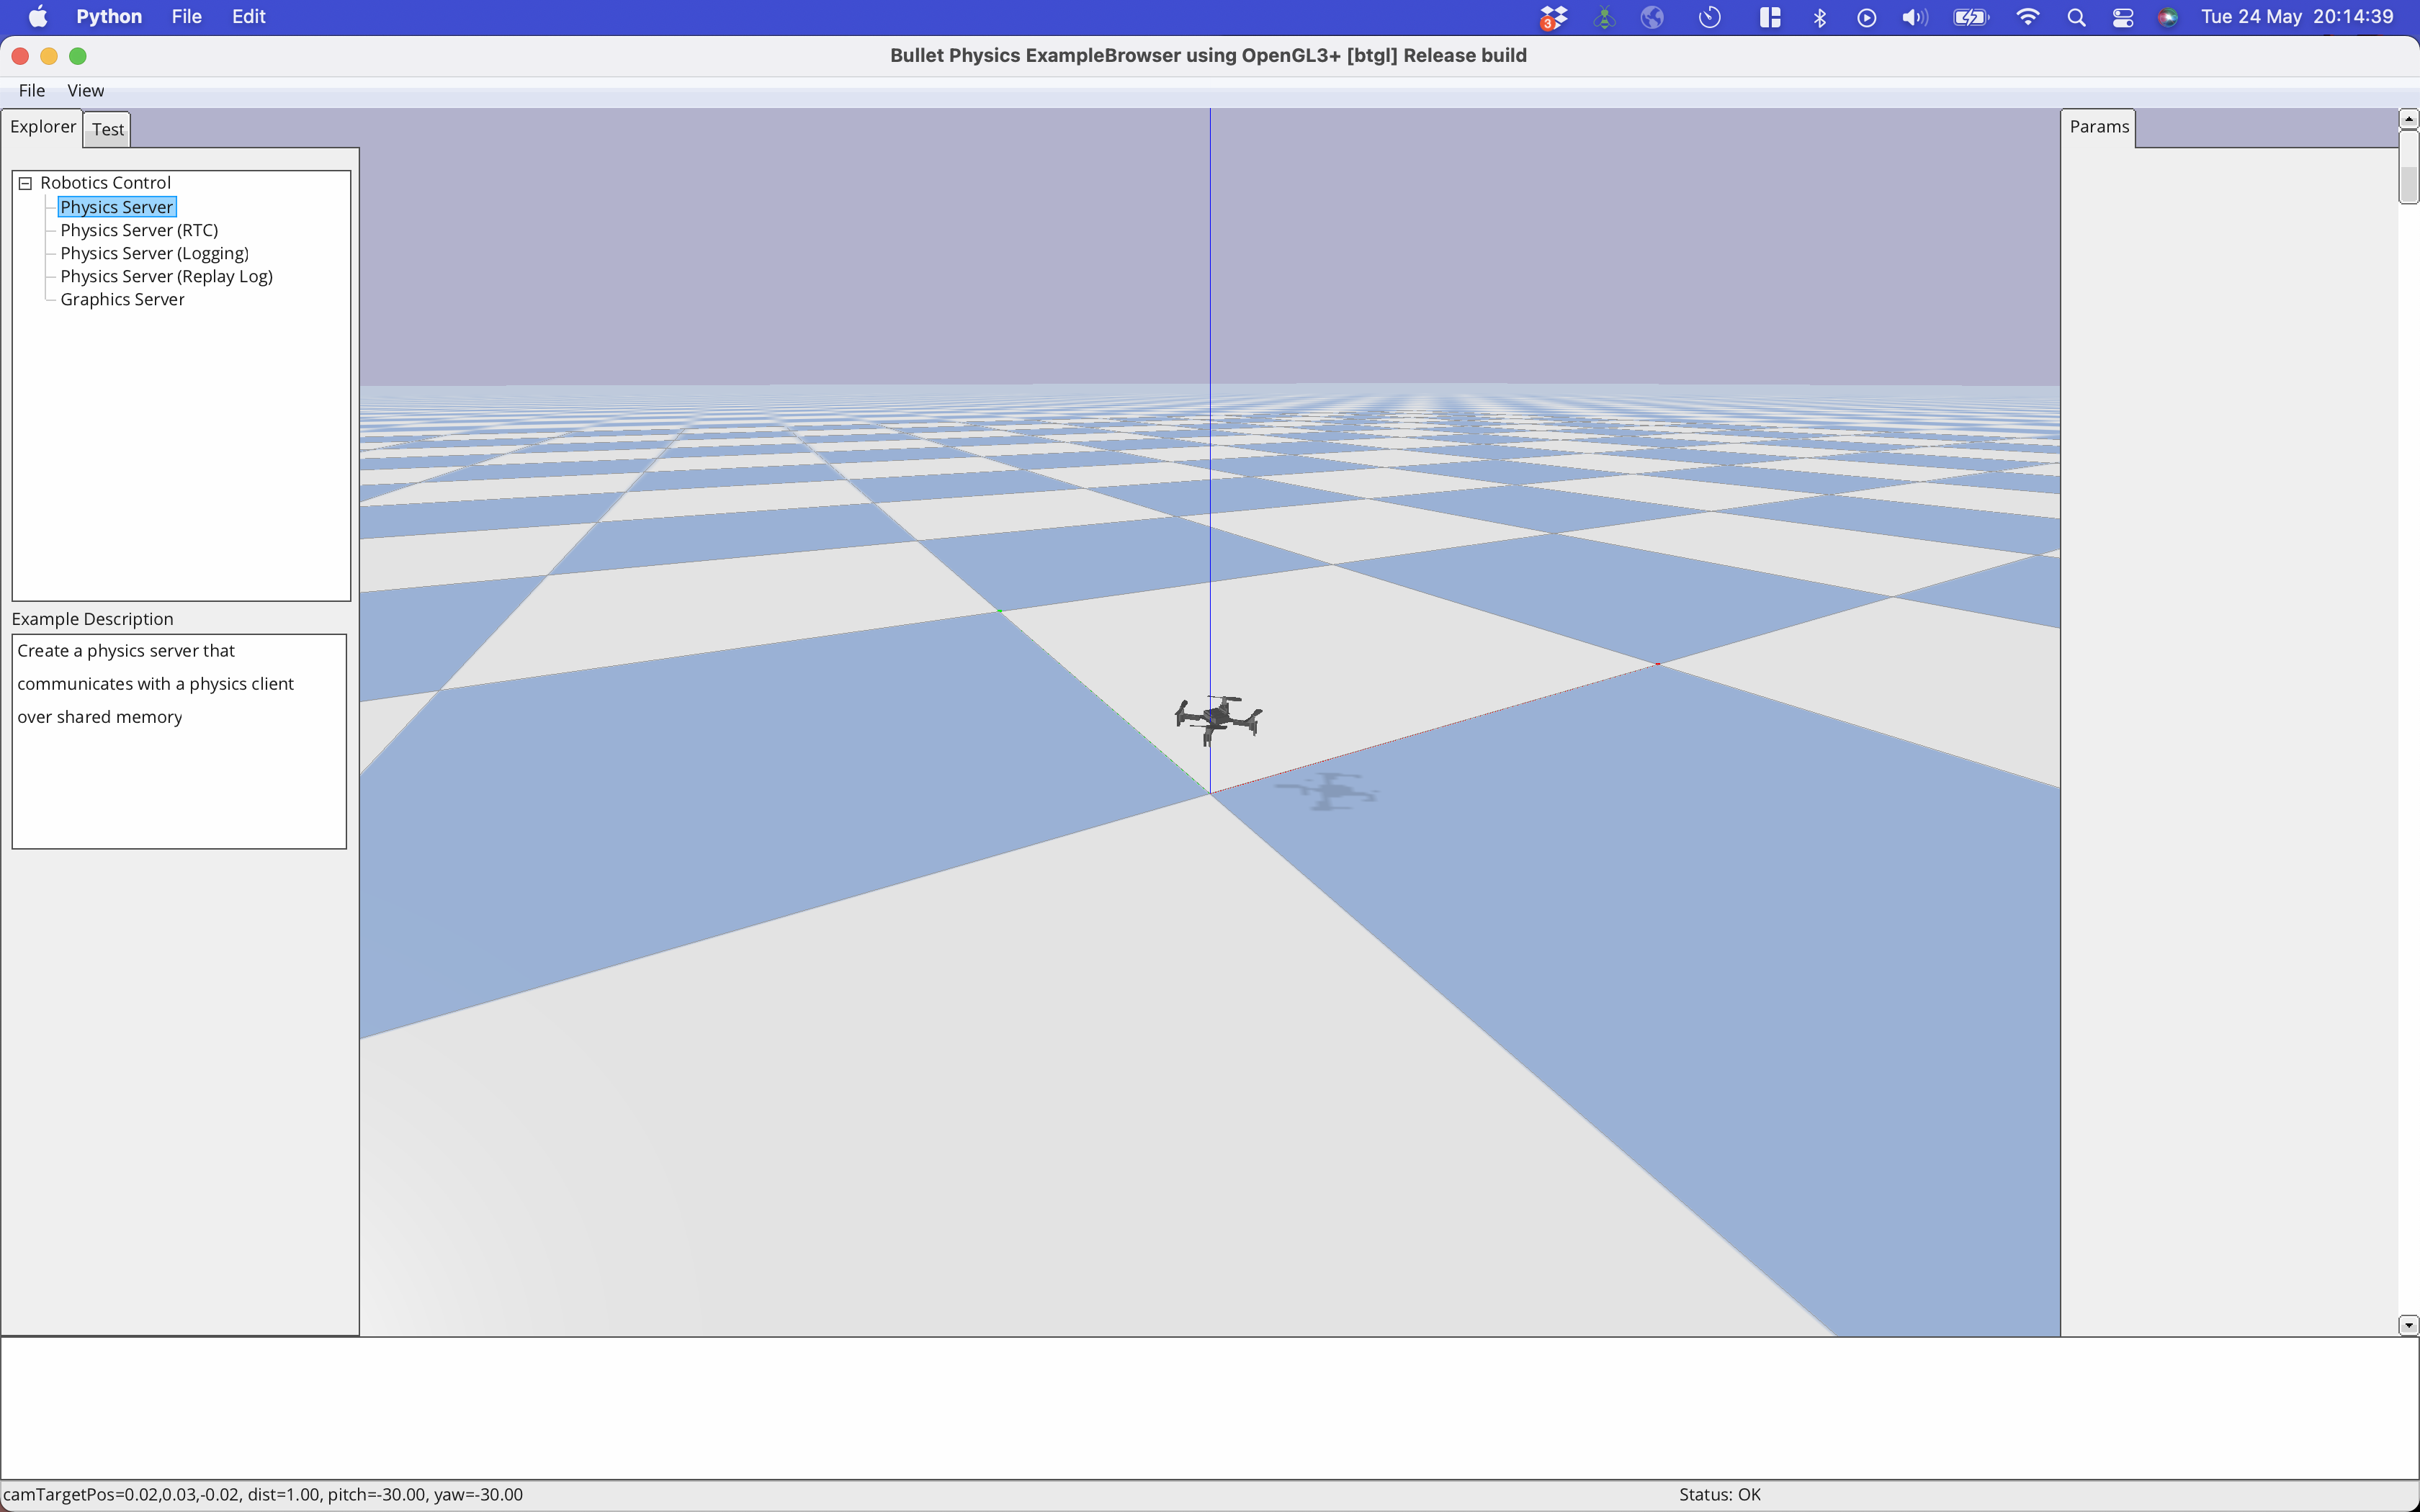 Python File Edit
3
Tue 24 May 20:14:39
Bullet Physics ExampleBrowser using OpenGL3+ [btgl] Release build
File View
Explorer Test
Params
Robotics Control
Physics Server
Physics Server (RTC)
Physics Server (Logging)
Physics Server (Replay Log)
Graphics Server
Example Description
Create a physics server that
communicates with a physics client
over shared memory
camTargetPos=0.02,0.03,-0.02, dist=1.00, pitch=-30.00, yaw=-30.00
Status: OK